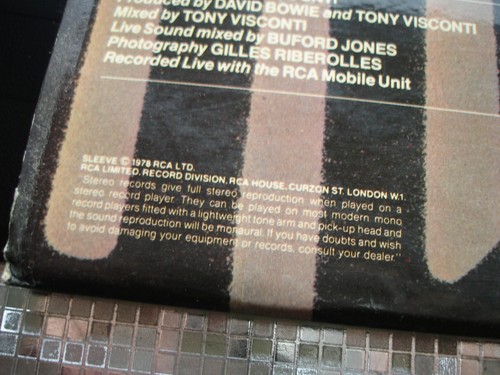 Produced by DAVID BOWIE and TONY VISCONTI
Mixed by TONY VISCONTI
Live Sound mixed by BUFORD JONES
Photography GILLES RIBEROLLES
Recorded Live with the RCA Mobile Unit
SLEEVE © 1978 RCA LTD.
RCA LIMITED, RECORD DIVISION, RCA HOUSE, CURZON ST. LONDON W.1.
"Stereo records give full stereo reproduction when played on a
stereo record player. They can be played on most modern mono
record players fitted with a lightweight tone arm and pick-up head and
the sound reproduction will be monaural. If you have doubts and wish
to avoid damaging your equipment or records, consult your dealer."